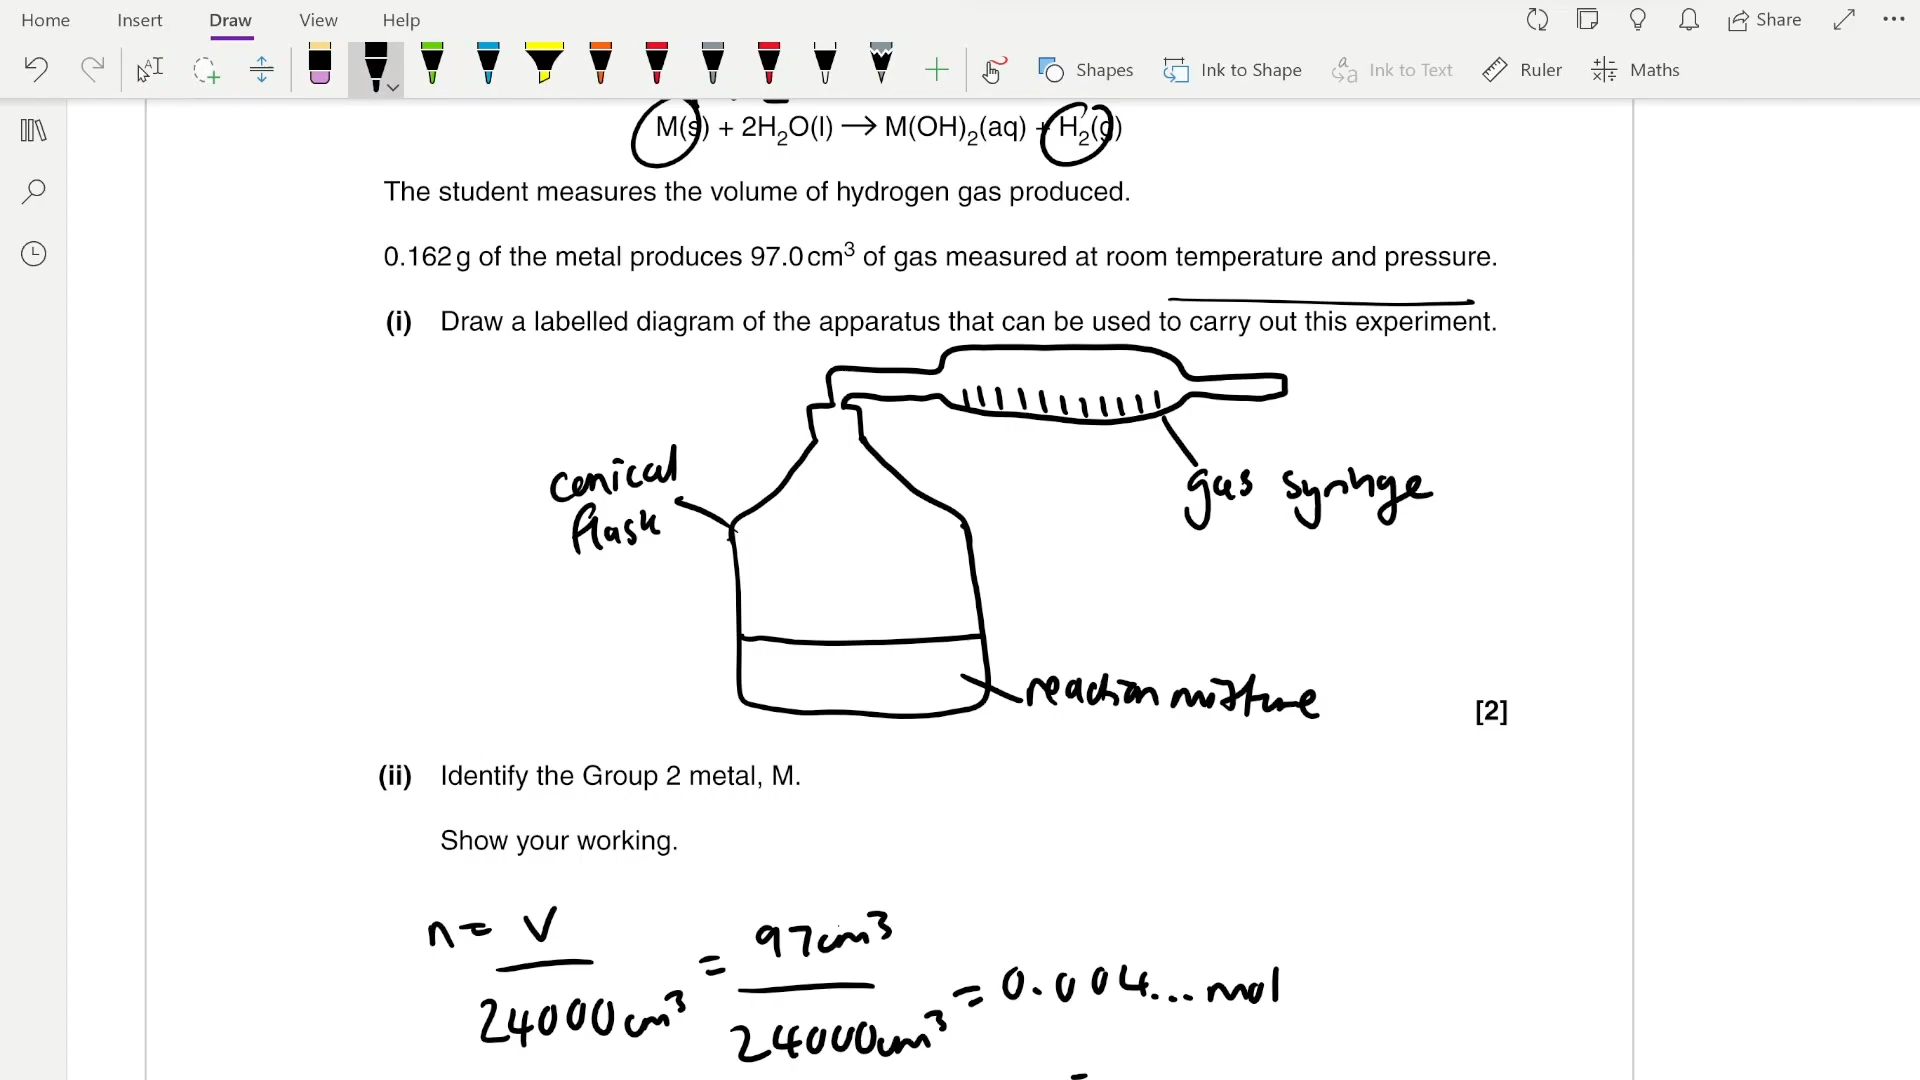 Home Insert Draw View Help Share
Shapes Ink to Shape Ink to Text Ruler Maths
M(s) + 2H₂O(l) → M(OH)₂(aq) + H₂(g)
The student measures the volume of hydrogen gas produced.
0.162 g of the metal produces 97.0 cm³ of gas measured at room temperature and pressure.
(i) Draw a labelled diagram of the apparatus that can be used to carry out this experiment.
conical
flask
gas syringe
reaction mixture
[2]
(ii) Identify the Group 2 metal, M.
Show your working.
n = V / 24000 cm³ = 97 cm³ / 24000 cm³ = 0.004... mol